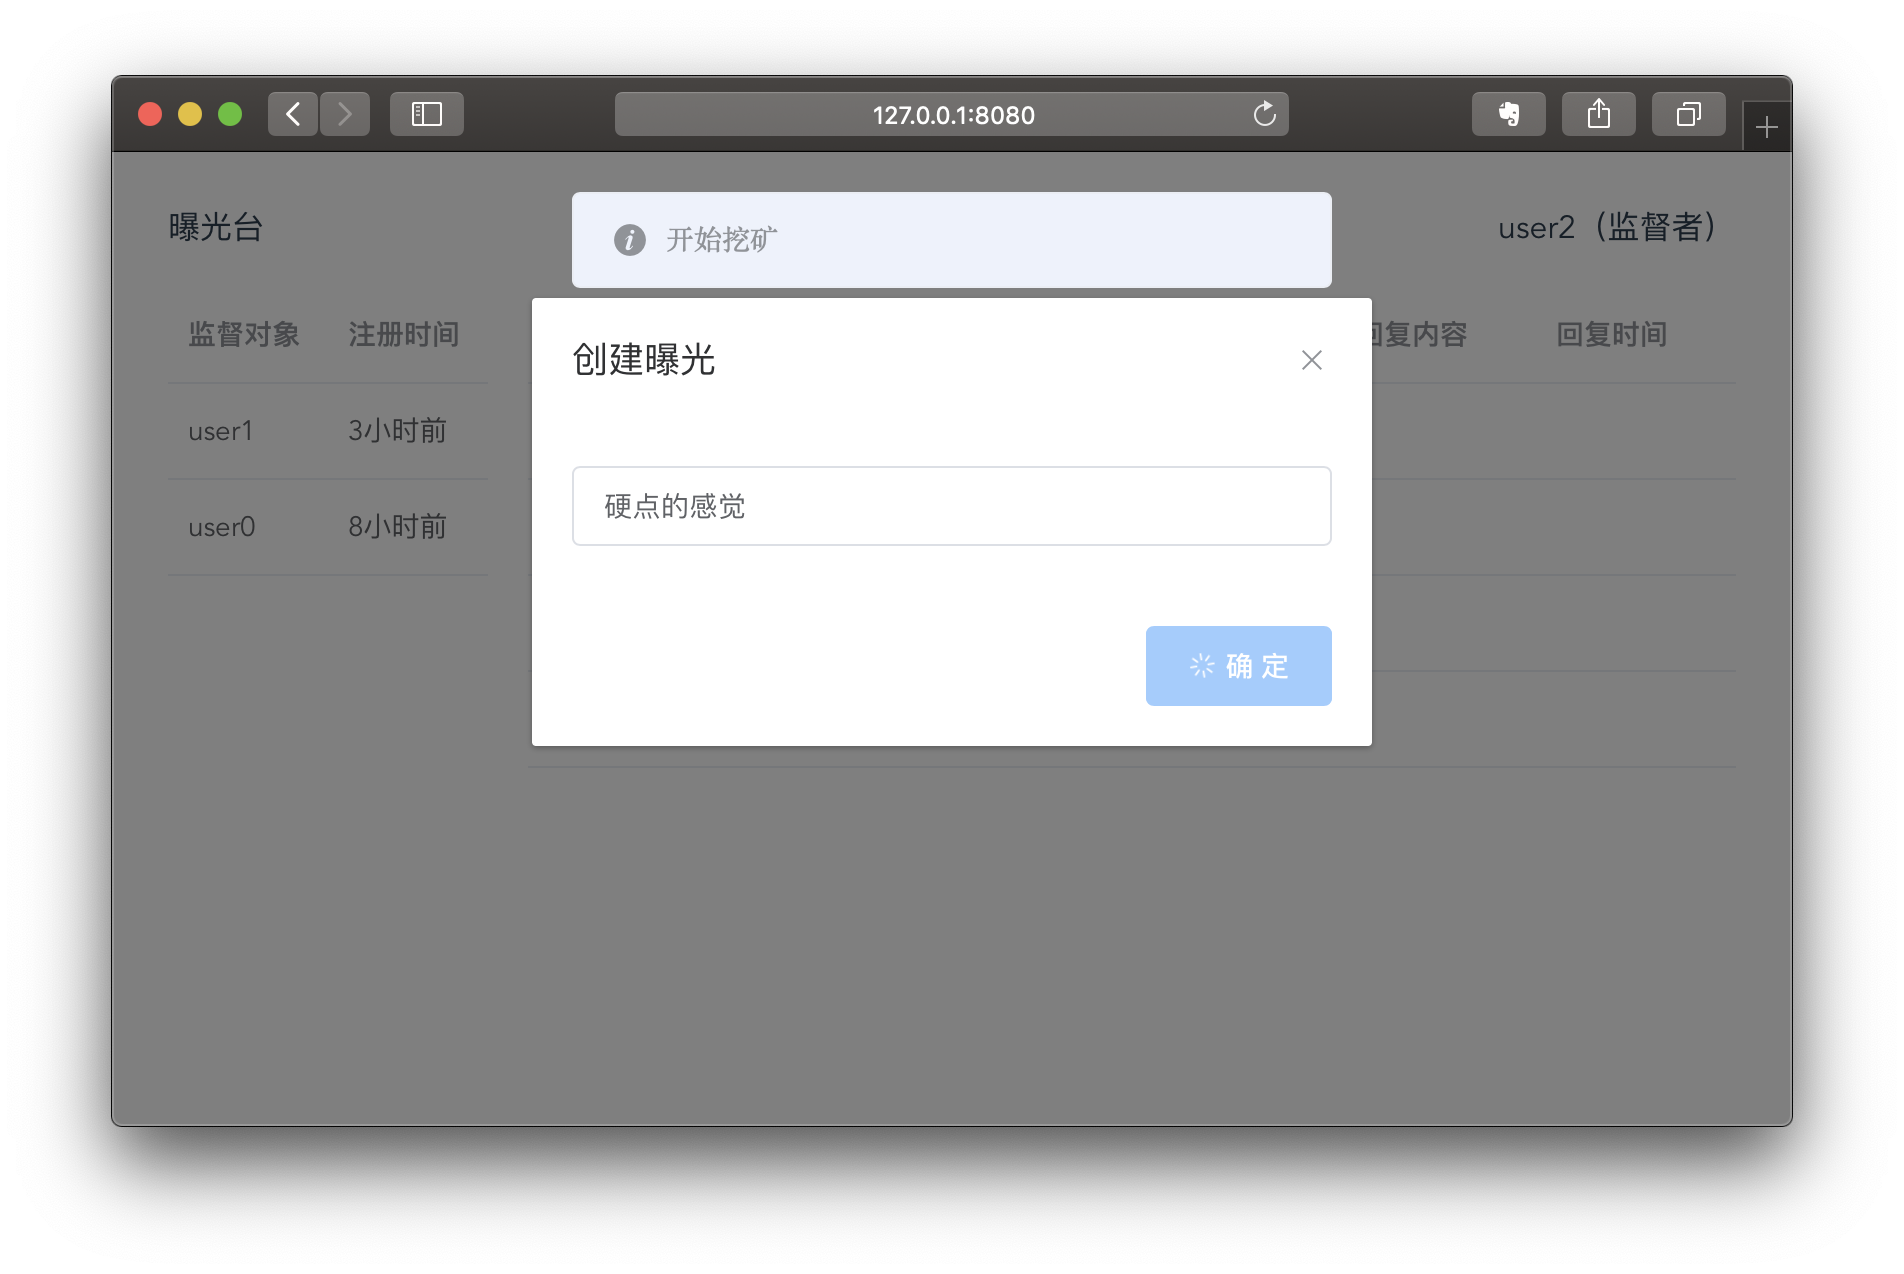 127.0.0.1:8080
曝光台
开始挖矿
user2（监督者）
监督对象 注册时间
回复内容 回复时间
user1 3小时前
user0 8小时前
创建曝光
硬点的感觉
确 定